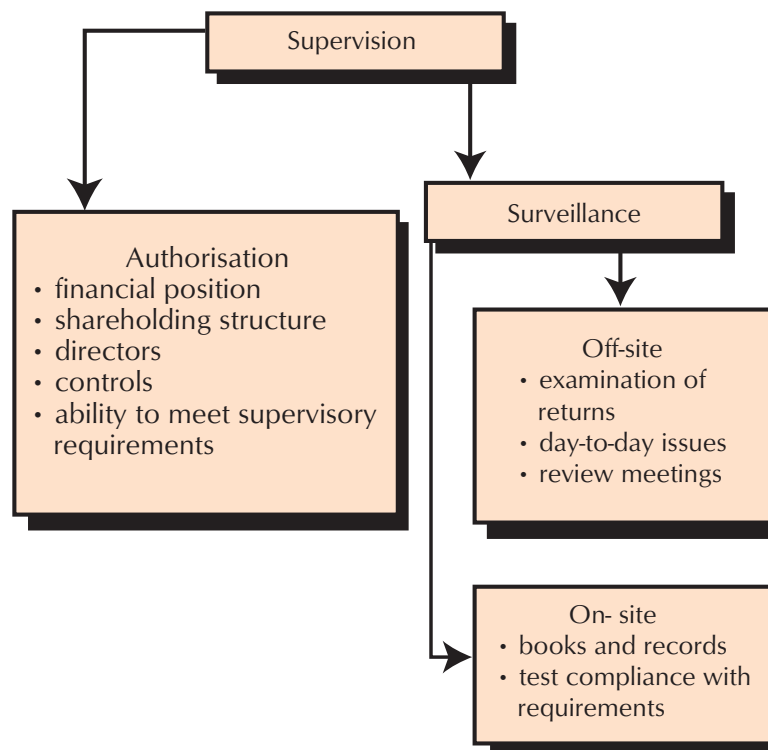 Supervision
Authorisation
• financial position
• shareholding structure
• directors
• controls
• ability to meet supervisory
requirements
Surveillance
Off-site
• examination of
returns
• day-to-day issues
• review meetings
On- site
• books and records
• test compliance with
requirements